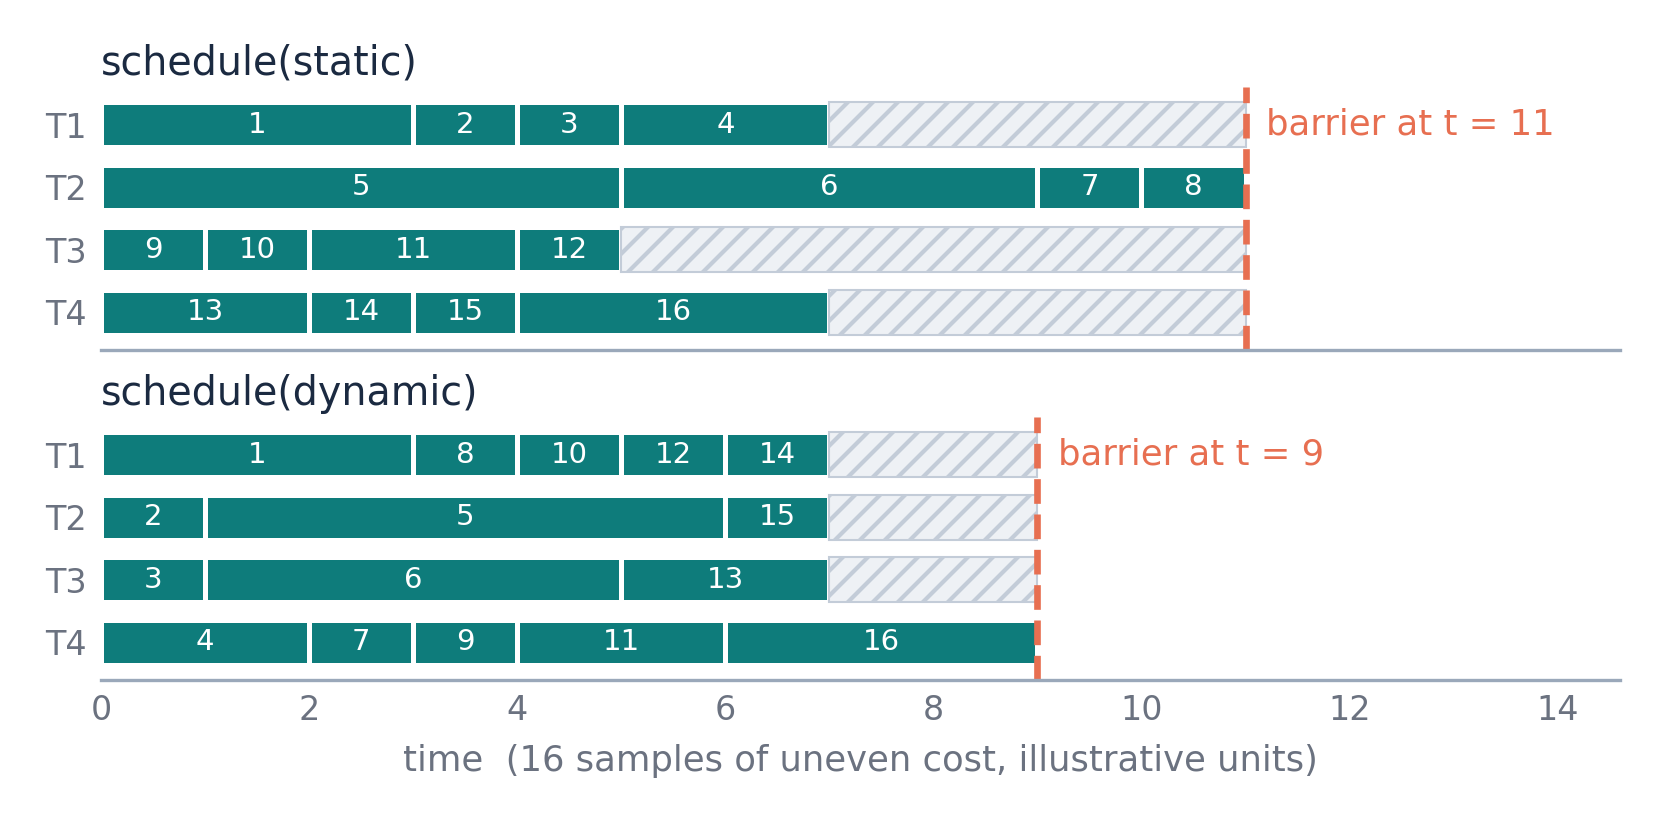 schedule(static)
T1 1 2 3 4 barrier at t = 11
T2 5 6 7 8
T3 9 10 11 12
T4 13 14 15 16
schedule(dynamic)
T1 1 8 10 12 14 barrier at t = 9
T2 2 5 15
T3 3 6 13
T4 4 7 9 11 16
0 2 4 6 8 10 12 14
time (16 samples of uneven cost, illustrative units)